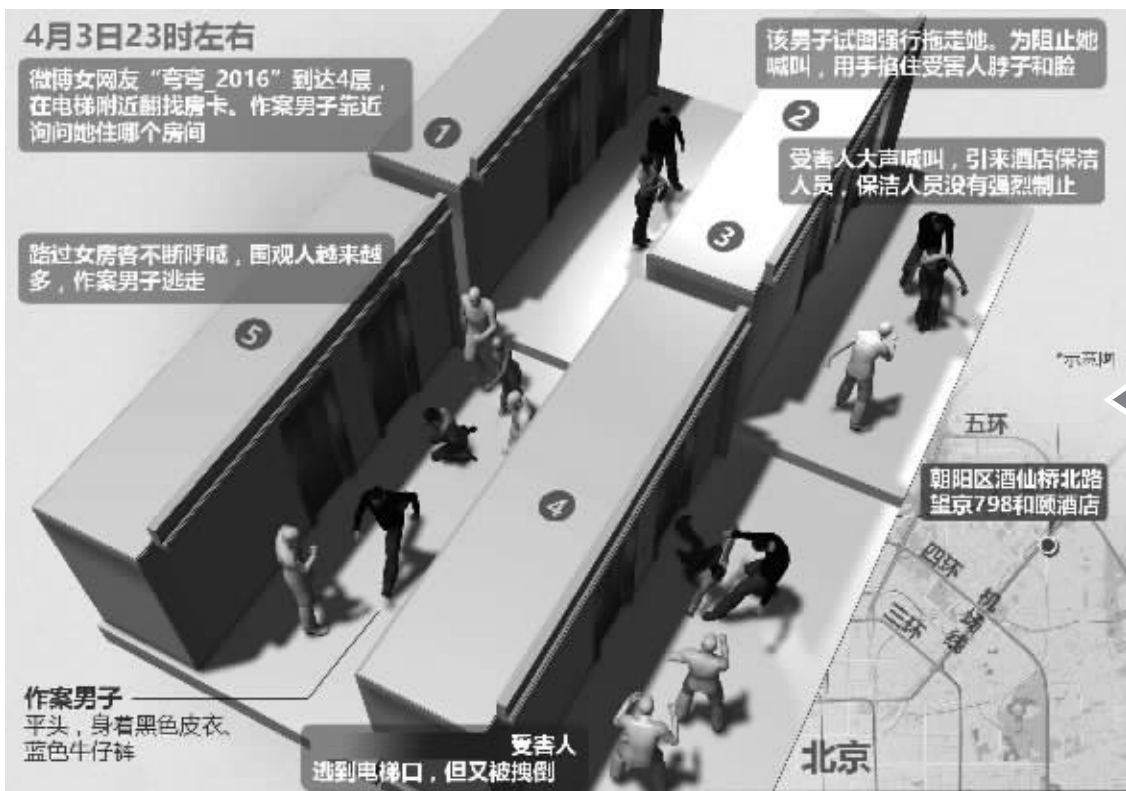 4月3日23时左右
微博女网友“弯弯_2016”到达4层，
在电梯附近翻找房卡。作案男子靠近
询问她住哪个房间
1
该男子试图强行拖走她。为阻止她
喊叫，用手掐住受害人脖子和脸
2
受害人大声喊叫，引来酒店保洁
人员，保洁人员没有强烈制止
3
受害人
逃到电梯口，但又被拽倒
4
路过女房客不断呼喊，围观人越来越
多，作案男子逃走
5
作案男子
平头，身着黑色皮衣、
蓝色牛仔裤
*示意图
五环
朝阳区酒仙桥北路
望京798和颐酒店
四环
机场线
三环
北京